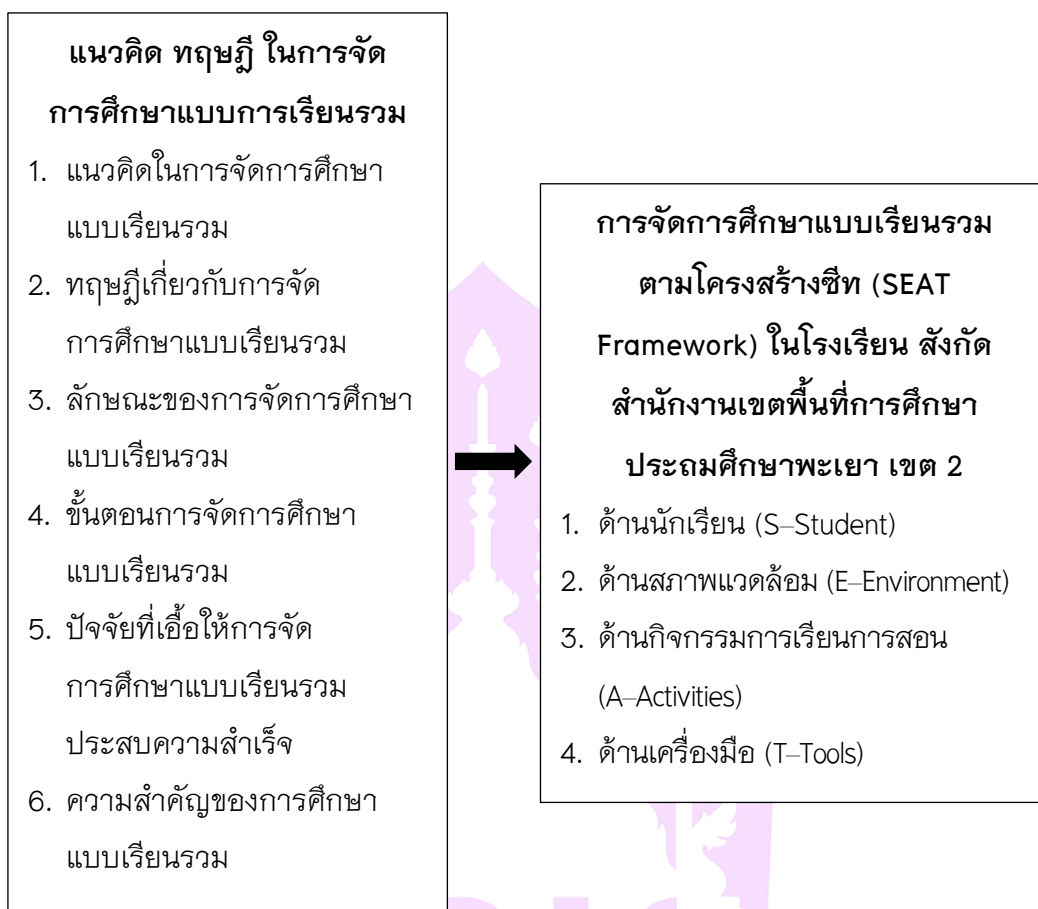 แนวคิด ทฤษฎี ในการจัด
การศึกษาแบบการเรียนรวม
1. แนวคิดในการจัดการศึกษา
แบบเรียนรวม
2. ทฤษฎีเกี่ยวกับการจัด
การศึกษาแบบเรียนรวม
3. ลักษณะของการจัดการศึกษา
แบบเรียนรวม
4. ขั้นตอนการจัดการศึกษา
แบบเรียนรวม
5. ปัจจัยที่เอื้อให้การจัด
การศึกษาแบบเรียนรวม
ประสบความสำเร็จ
6. ความสำคัญของการศึกษา
แบบเรียนรวม
การจัดการศึกษาแบบเรียนรวม
ตามโครงสร้างซีท (SEAT
Framework) ในโรงเรียน สังกัด
สำนักงานเขตพื้นที่การศึกษา
ประถมศึกษาพะเยา เขต 2
1. ด้านนักเรียน (S–Student)
2. ด้านสภาพแวดล้อม (E–Environment)
3. ด้านกิจกรรมการเรียนการสอน
(A–Activities)
4. ด้านเครื่องมือ (T–Tools)